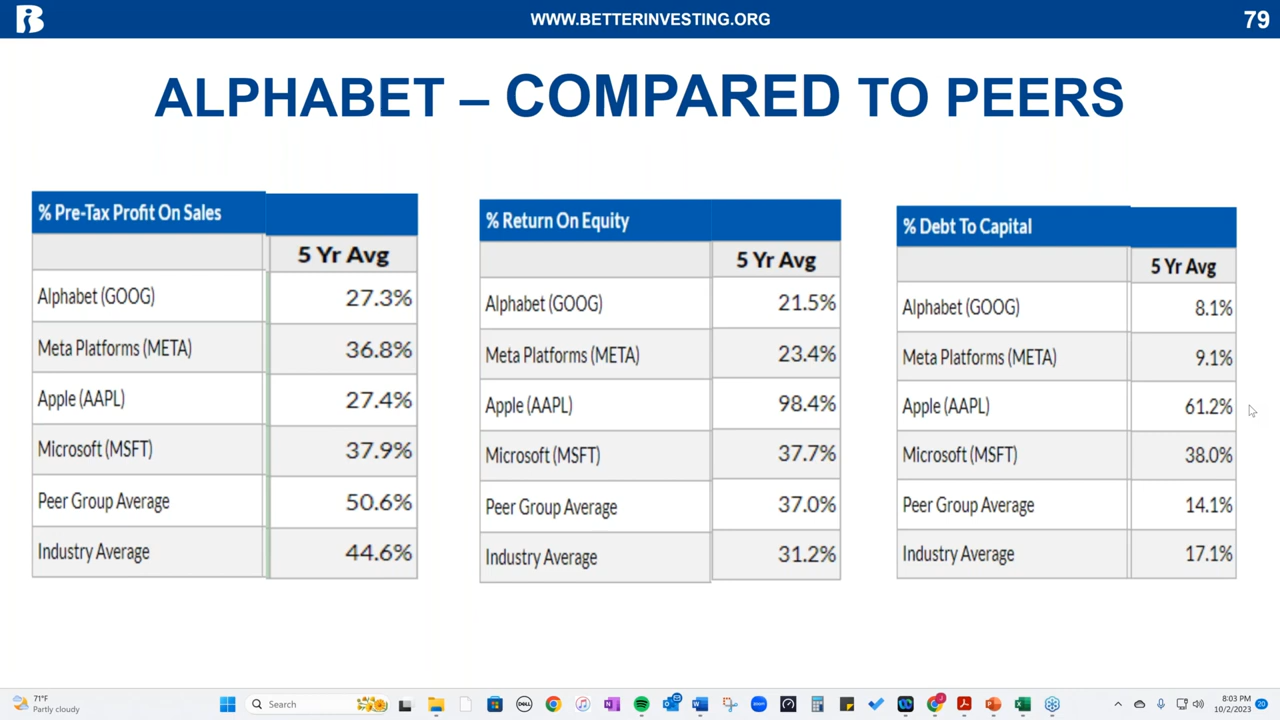 WWW.BETTERINVESTING.ORG
79
ALPHABET – COMPARED TO PEERS
% Pre-Tax Profit On Sales
5 Yr Avg
Alphabet (GOOG) 27.3%
Meta Platforms (META) 36.8%
Apple (AAPL) 27.4%
Microsoft (MSFT) 37.9%
Peer Group Average 50.6%
Industry Average 44.6%
% Return On Equity
5 Yr Avg
Alphabet (GOOG) 21.5%
Meta Platforms (META) 23.4%
Apple (AAPL) 98.4%
Microsoft (MSFT) 37.7%
Peer Group Average 37.0%
Industry Average 31.2%
% Debt To Capital
5 Yr Avg
Alphabet (GOOG) 8.1%
Meta Platforms (META) 9.1%
Apple (AAPL) 61.2%
Microsoft (MSFT) 38.0%
Peer Group Average 14.1%
Industry Average 17.1%
71°F
Partly cloudy
Search
DELL
zoom
8:03 PM
10/2/2023
20